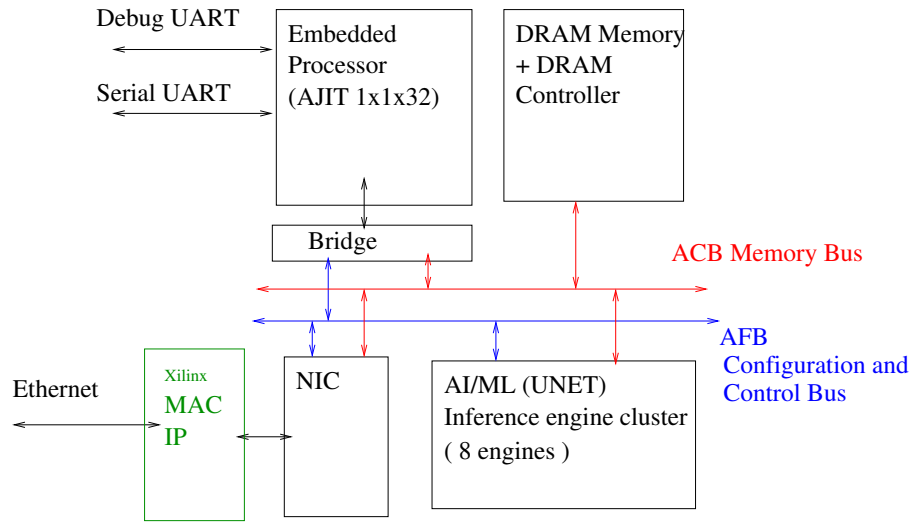 Debug UART
Serial UART
Embedded
Processor
(AJIT 1x1x32)
DRAM Memory
+ DRAM
Controller
Bridge
ACB Memory Bus
AFB
Configuration and
Control Bus
Ethernet
Xilinx
MAC
IP
NIC
AI/ML (UNET)
Inference engine cluster
( 8 engines )